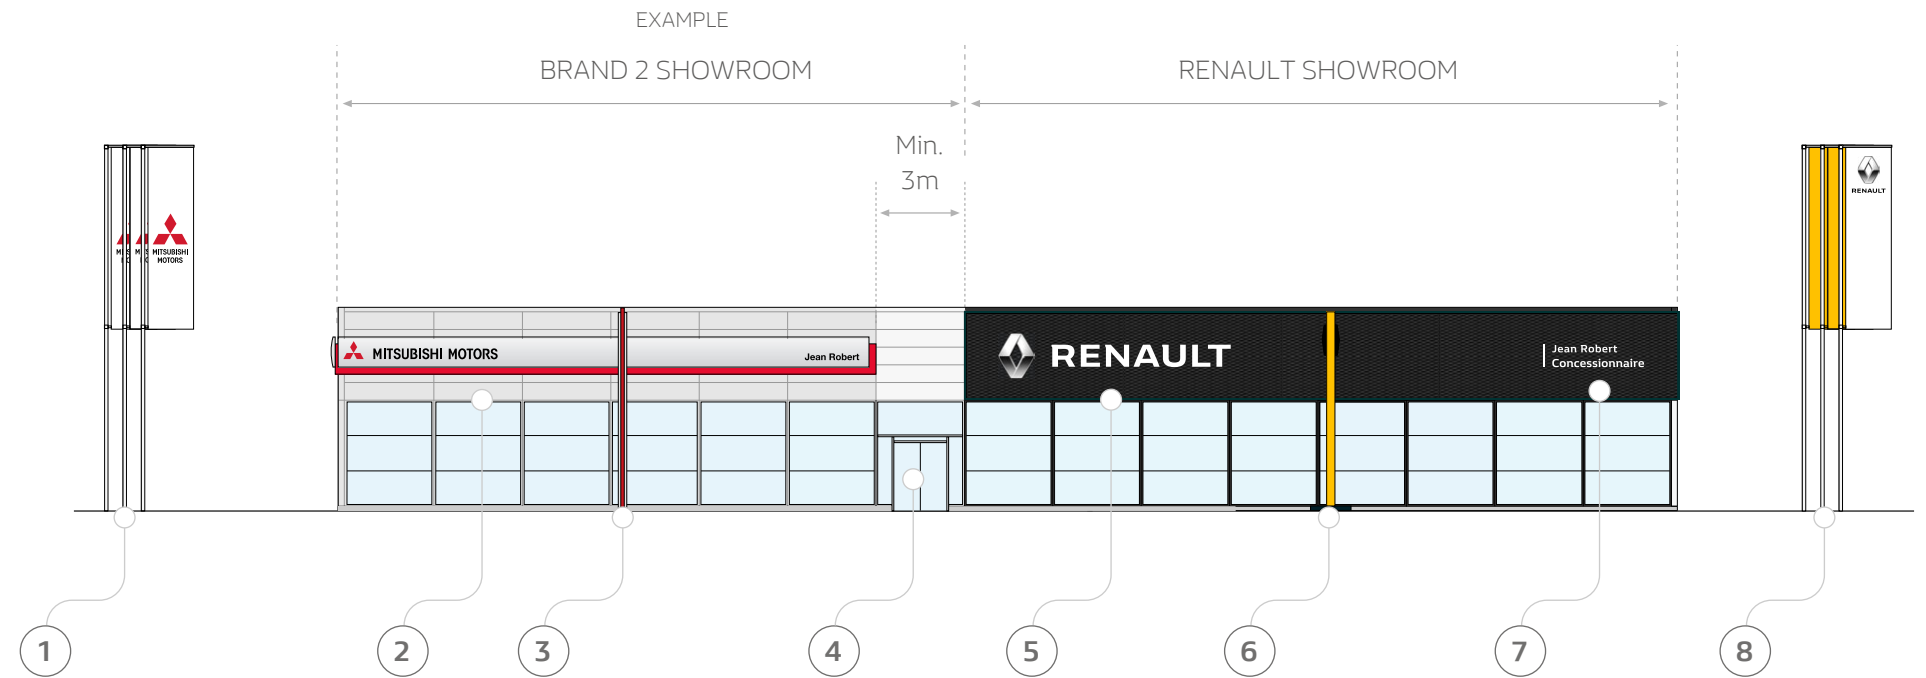 EXAMPLE
BRAND 2 SHOWROOM
RENAULT SHOWROOM
Min.
3m
MITSUBISHI
MOTORS
RENAULT
MITSUBISHI MOTORS
Jean Robert
RENAULT
Jean Robert
Concessionnaire
1
2
3
4
5
6
7
8